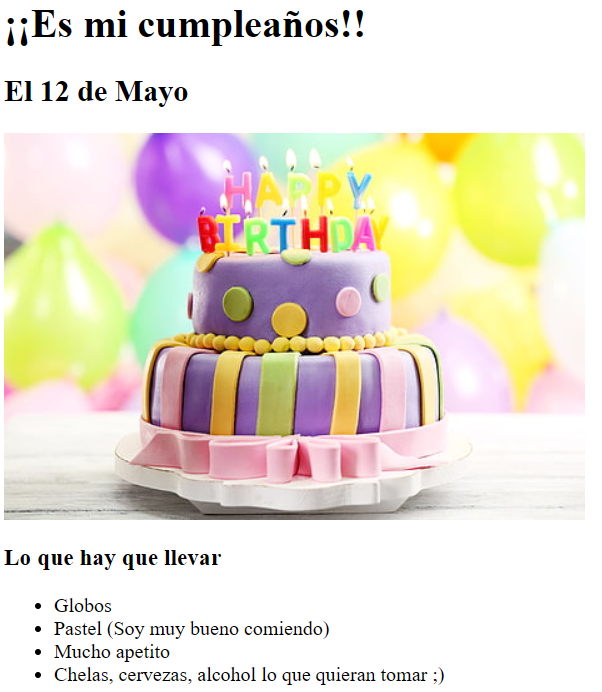 ¡¡Es mi cumpleaños!!
El 12 de Mayo
HAPPY
BIRTHDAY
Lo que hay que llevar
Globos
Pastel (Soy muy bueno comiendo)
Mucho apetito
Chelas, cervezas, alcohol lo que quieran tomar ;)